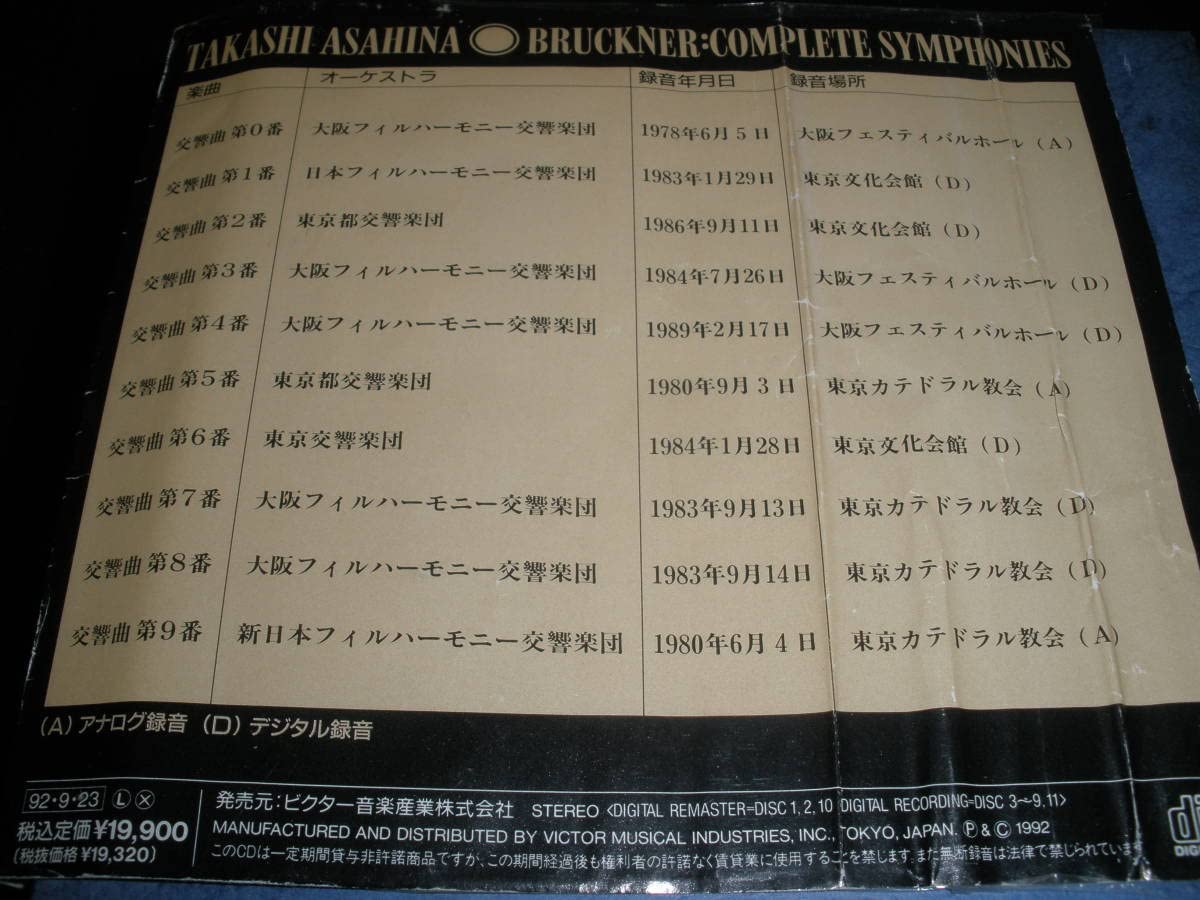 TAKASHI ASAHINA BRUCKNER:COMPLETE SYMPHONIES
楽曲 オーケストラ 録音年月日 録音場所
交響曲 第0番 大阪フィルハーモニー交響楽団 1978年6月5日 大阪フェスティバルホール (A)
交響曲 第1番 日本フィルハーモニー交響楽団 1983年1月29日 東京文化会館 (D)
交響曲 第2番 東京都交響楽団 1986年9月11日 東京文化会館 (D)
交響曲 第3番 大阪フィルハーモニー交響楽団 1984年7月26日 大阪フェスティバルホール (D)
交響曲 第4番 大阪フィルハーモニー交響楽団 1989年2月17日 大阪フェスティバルホール (D)
交響曲 第5番 東京都交響楽団 1980年9月3日 東京カテドラル教会 (A)
交響曲 第6番 東京交響楽団 1984年1月28日 東京文化会館 (D)
交響曲 第7番 大阪フィルハーモニー交響楽団 1983年9月13日 東京カテドラル教会 (D)
交響曲 第8番 大阪フィルハーモニー交響楽団 1983年9月14日 東京カテドラル教会 (D)
交響曲 第9番 新日本フィルハーモニー交響楽団 1980年6月4日 東京カテドラル教会 (A)
(A)アナログ録音 (D)デジタル録音
92・9・23 Ⓛ ⓧ 発売元:ビクター音楽産業株式会社 STEREO 〈DIGITAL REMASTER=DISC 1, 2, 10 DIGITAL RECORDING=DISC 3〜9, 11〉
税込定価¥19,900 MANUFACTURED AND DISTRIBUTED BY VICTOR MUSICAL INDUSTRIES, INC., TOKYO, JAPAN. Ⓟ & © 1992
(税抜価格¥19,320) このCDは一定期間貸与非許諾商品ですが、この期間経過後も権利者の許諾なく賃貸業に使用することを禁じます。また無断録音は法律で禁じられています